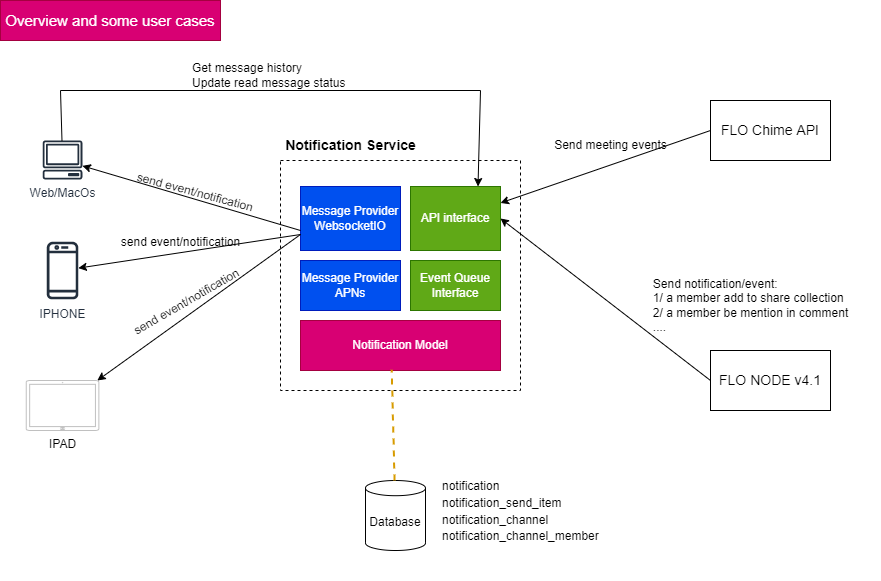 Overview and some user cases
Get message history
Update read message status
Notification Service
FLO Chime API
Send meeting events
Web/MacOs
send event/notification
Message Provider
WebsocketIO
API interface
send event/notification
IPHONE
Message Provider
APNs
Event Queue
Interface
send event/notification
Send notification/event:
1/ a member add to share collection
2/ a member be mention in comment
....
Notification Model
FLO NODE v4.1
IPAD
Database
notification
notification_send_item
notification_channel
notification_channel_member